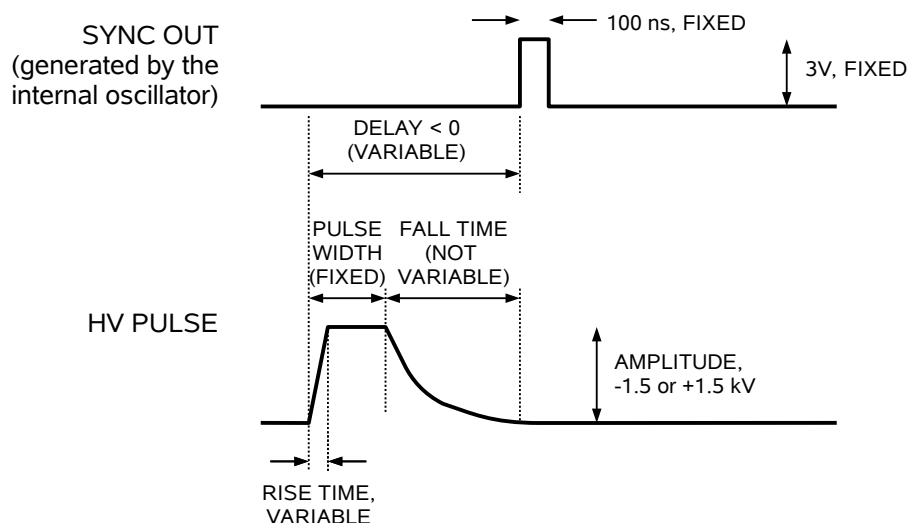 SYNC OUT
(generated by the
internal oscillator)
100 ns, FIXED
3V, FIXED
DELAY < 0
(VARIABLE)
PULSE
WIDTH
(FIXED)
FALL TIME
(NOT
VARIABLE)
HV PULSE
AMPLITUDE,
-1.5 or +1.5 kV
RISE TIME,
VARIABLE